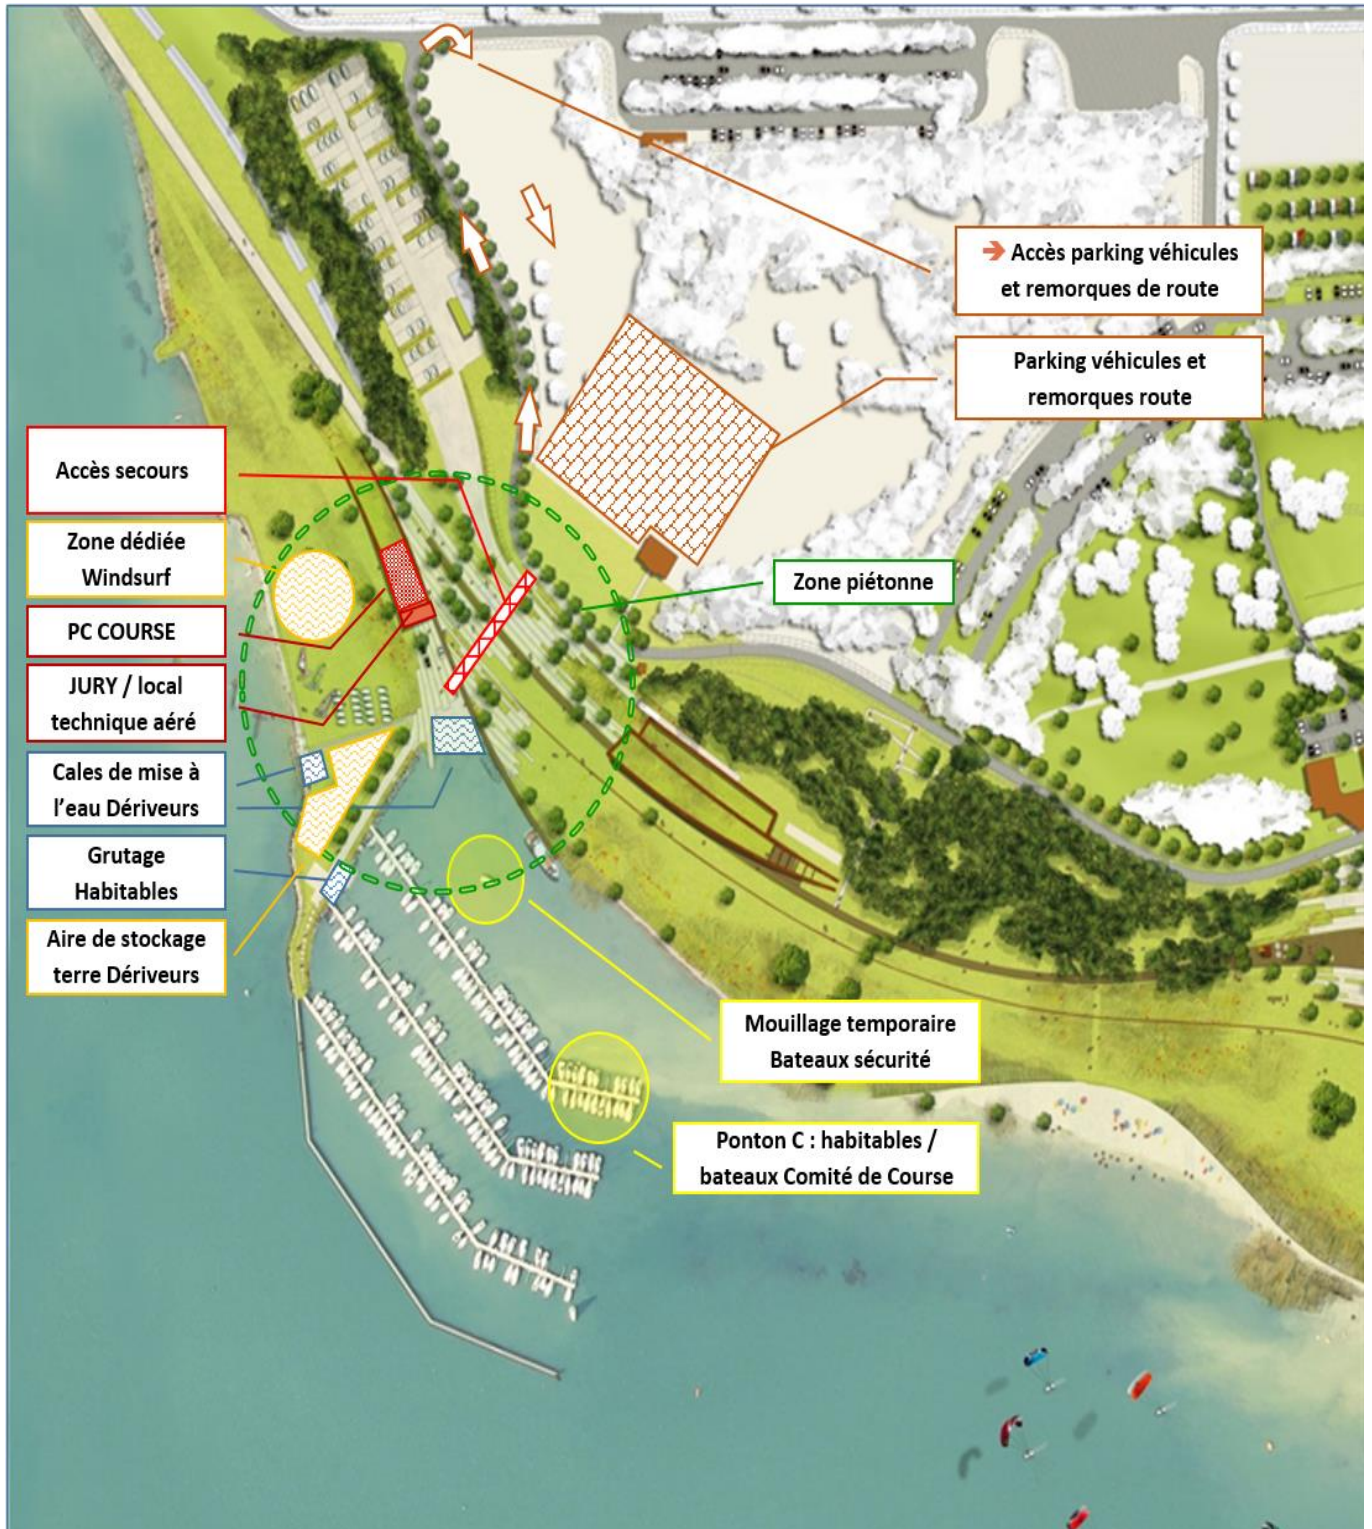 ➔ Accès parking véhicules
et remorques de route
Parking véhicules et
remorques route
Accès secours
Zone dédiée
Windsurf
PC COURSE
JURY / local
technique aéré
Cales de mise à
l’eau Dériveurs
Grutage
Habitables
Aire de stockage
terre Dériveurs
Zone piétonne
Mouillage temporaire
Bateaux sécurité
Ponton C : habitables /
bateaux Comité de Course